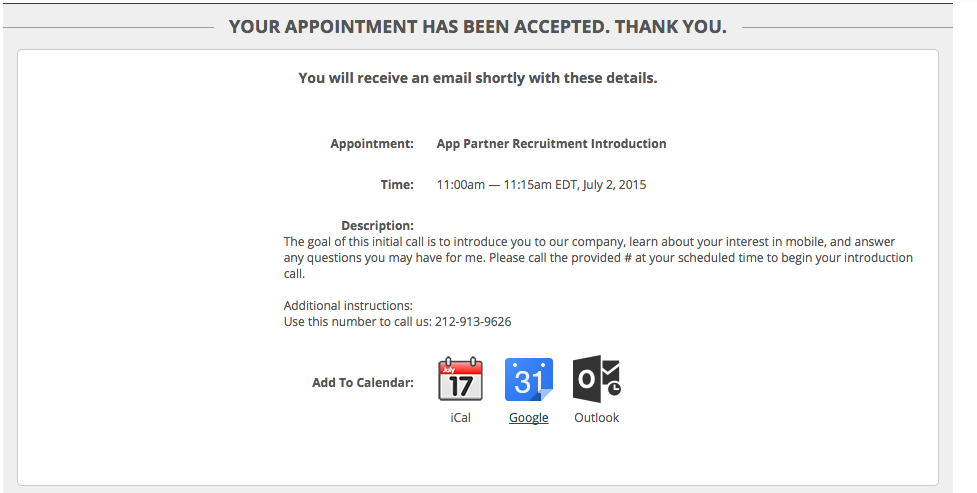 YOUR APPOINTMENT HAS BEEN ACCEPTED. THANK YOU.
You will receive an email shortly with these details.
Appointment: App Partner Recruitment Introduction
Time: 11:00am — 11:15am EDT, July 2, 2015
Description:
The goal of this initial call is to introduce you to our company, learn about your interest in mobile, and answer
any questions you may have for me. Please call the provided # at your scheduled time to begin your introduction
call.
Additional instructions:
Use this number to call us: 212-913-9626
Add To Calendar:
July
17
31
O
iCal
Google
Outlook